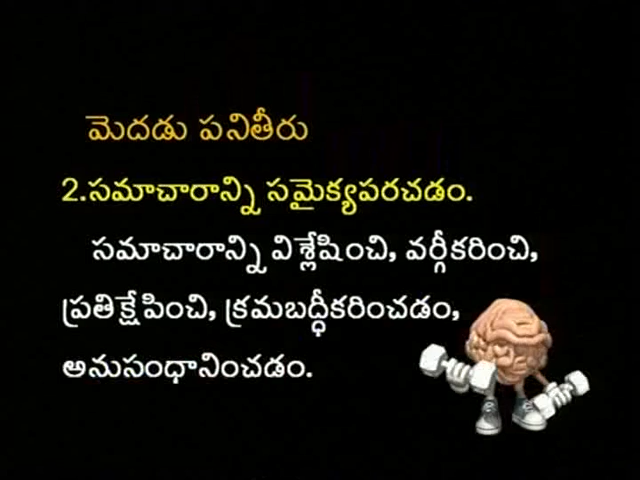 మెదడు పనితీరు
2.సమాచారాన్ని సమైక్యపరచడం.
సమాచారాన్ని విశ్లేషించి, వర్గీకరించి,
ప్రతిక్షేపించి, క్రమబద్ధీకరించడం,
అనుసంధానించడం.